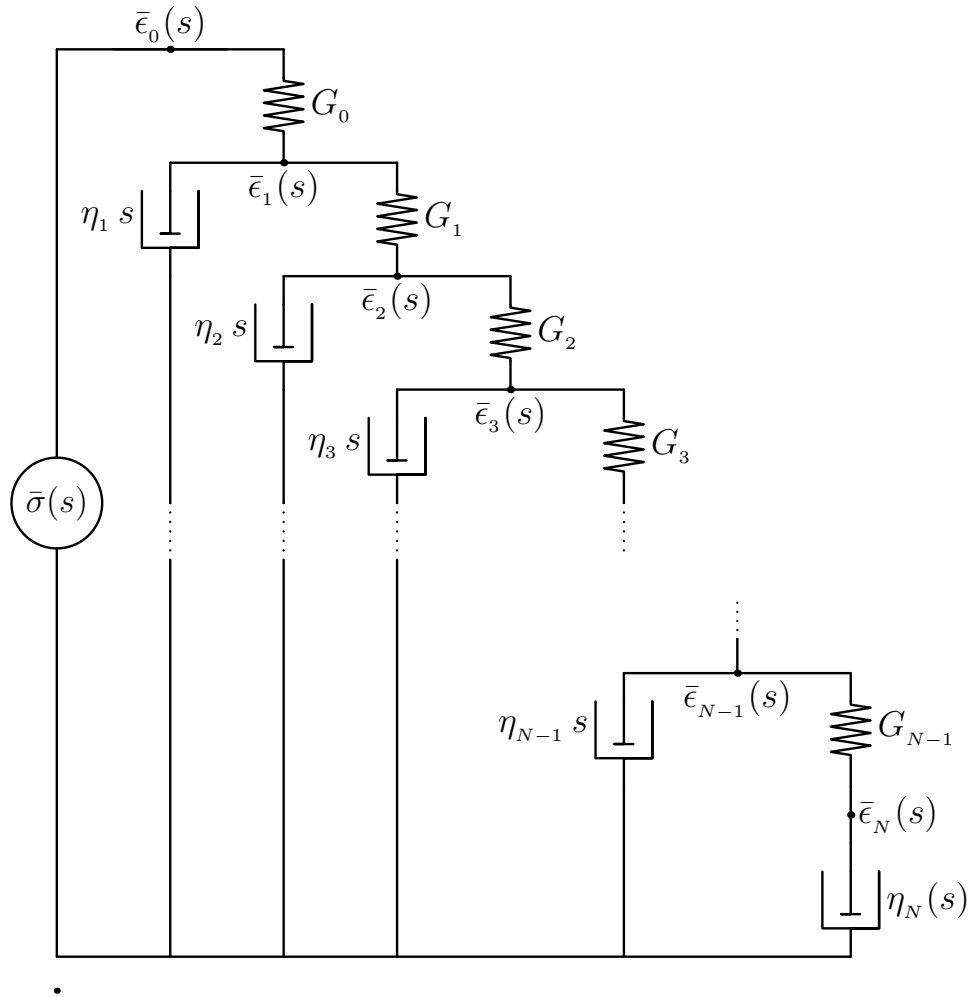 ϵ̄₀(s)
G₀
ϵ̄₁(s)
η₁ s
G₁
ϵ̄₂(s)
η₂ s
G₂
ϵ̄₃(s)
η₃ s
G₃
σ̄(s)
ϵ̄_{N−1}(s)
η_{N−1} s
G_{N−1}
ϵ̄_N(s)
η_N(s)